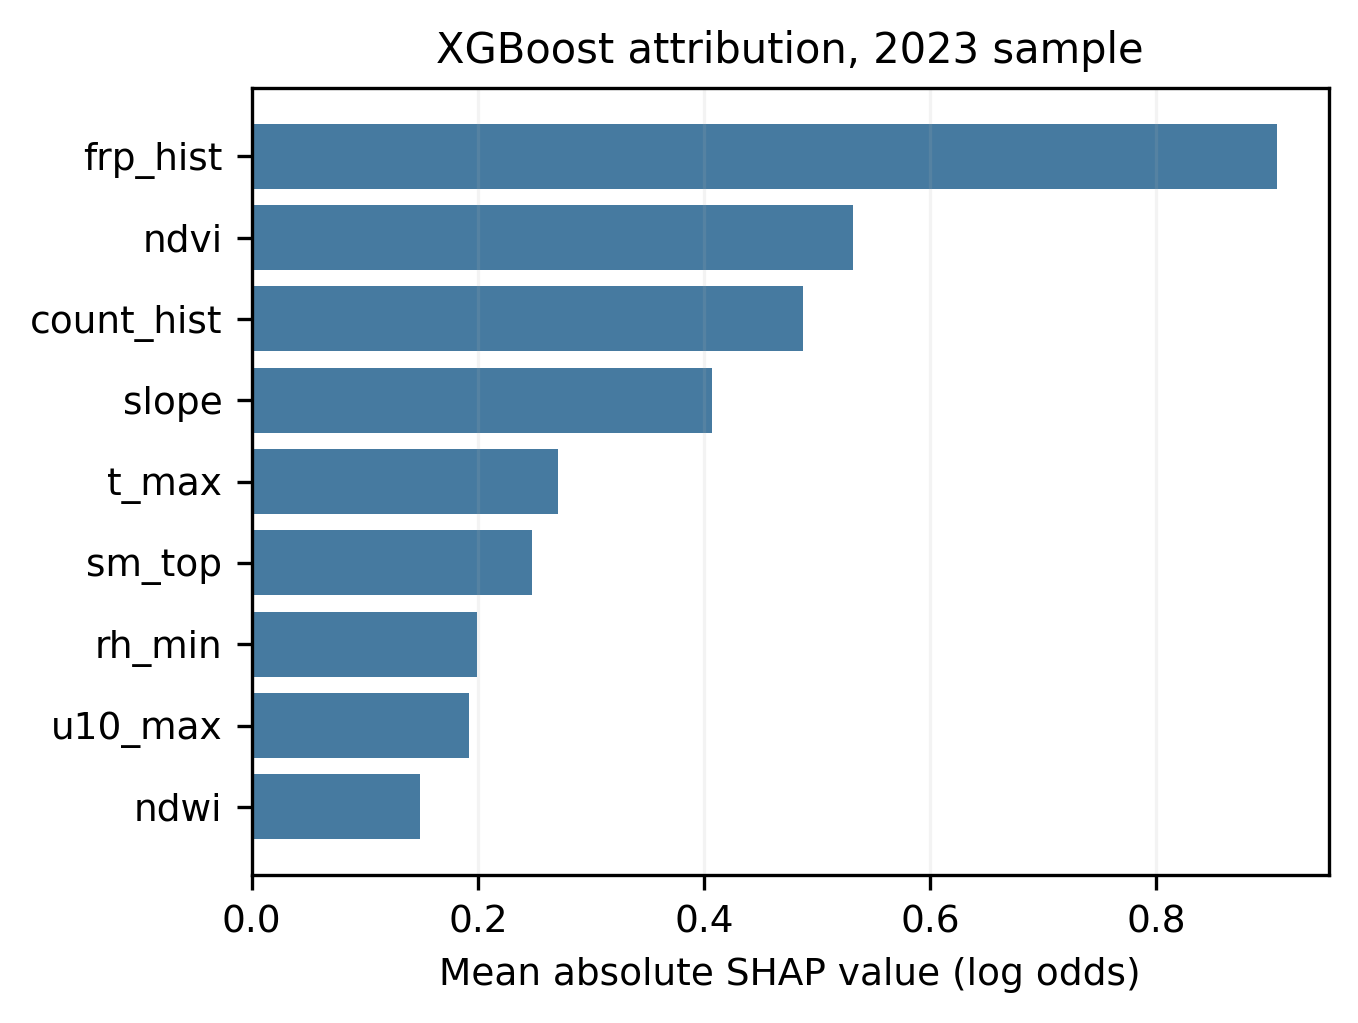 XGBoost attribution, 2023 sample
frp_hist
ndvi
count_hist
slope
t_max
sm_top
rh_min
u10_max
ndwi
0.0 0.2 0.4 0.6 0.8
Mean absolute SHAP value (log odds)